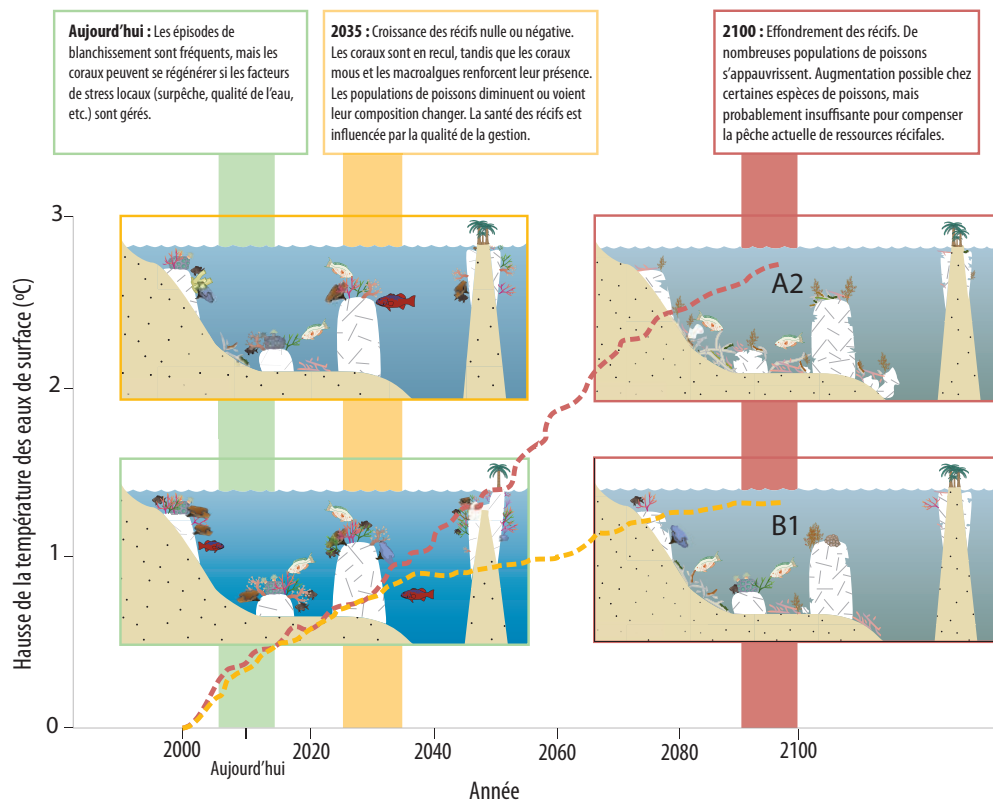 Aujourd'hui : Les épisodes de
blanchissement sont fréquents, mais les
coraux peuvent se régénérer si les facteurs
de stress locaux (surpêche, qualité de l'eau,
etc.) sont gérés.
2035 : Croissance des récifs nulle ou négative.
Les coraux sont en recul, tandis que les coraux
mous et les macroalgues renforcent leur présence.
Les populations de poissons diminuent ou voient
leur composition changer. La santé des récifs est
influencée par la qualité de la gestion.
2100 : Effondrement des récifs. De
nombreuses populations de poissons
s'appauvrissent. Augmentation possible chez
certaines espèces de poissons, mais
probablement insuffisante pour compenser
la pêche actuelle de ressources récifales.
Hausse de la température des eaux de surface (ºC)
3
2
1
0
A2
B1
2000
2020
2040
2060
2080
2100
Aujourd'hui
Année